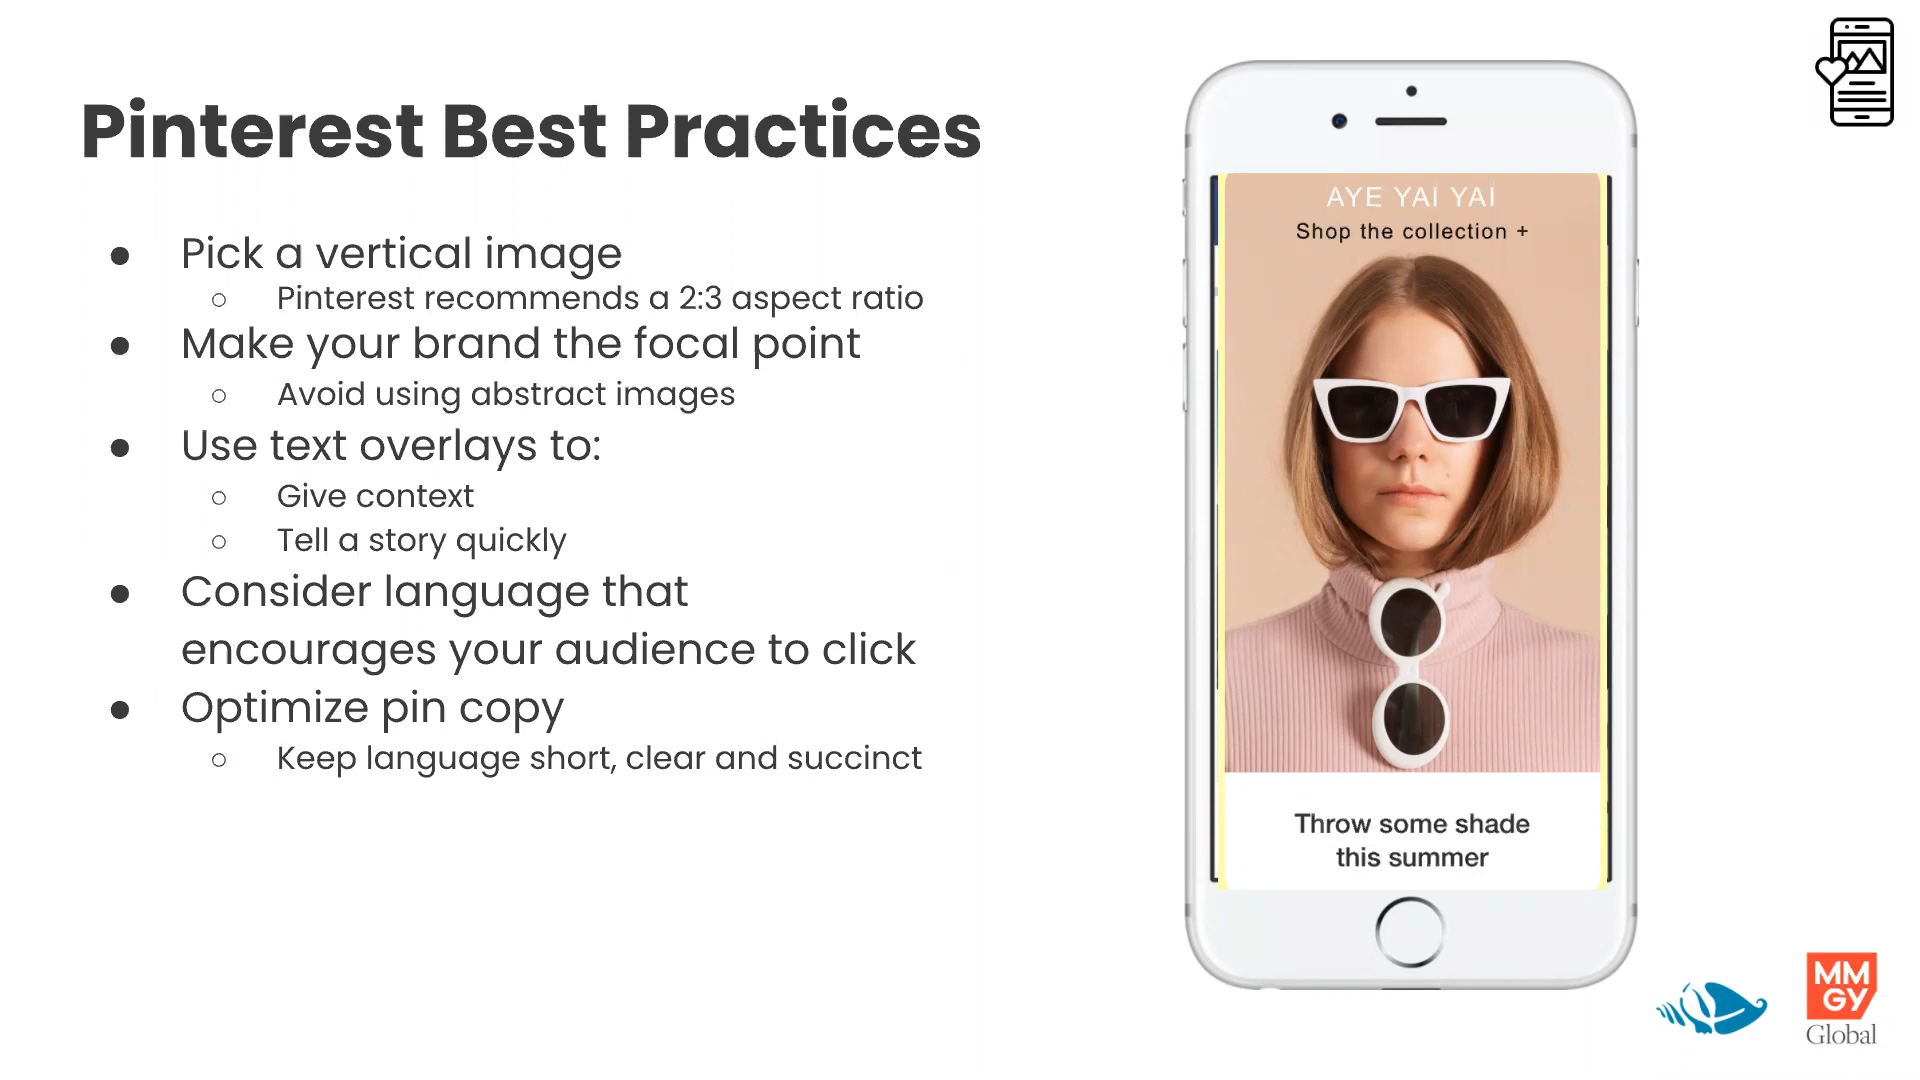 Pinterest Best Practices
● Pick a vertical image
○ Pinterest recommends a 2:3 aspect ratio
● Make your brand the focal point
○ Avoid using abstract images
● Use text overlays to:
○ Give context
○ Tell a story quickly
● Consider language that
encourages your audience to click
● Optimize pin copy
○ Keep language short, clear and succinct
AYE YAI YAI
Shop the collection +
Throw some shade
this summer
MM
GY
Global